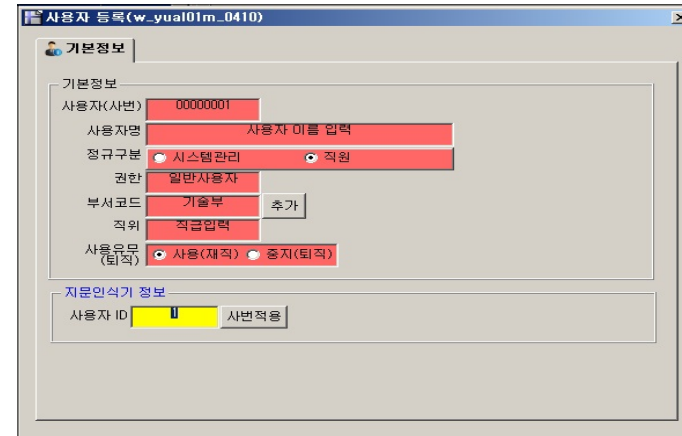 사용자 등록(w_yual01m_0410)
기본정보
기본정보
사용자(사번) 00000001
사용자명 사용자 이름 입력
정규구분 시스템관리 직원
권한 일반사용자
부서코드 기술부 추가
직위 직급입력
사용유무 (퇴직) 사용(재직) 중지(퇴직)
지문인식기 정보
사용자 ID 1 사번적용